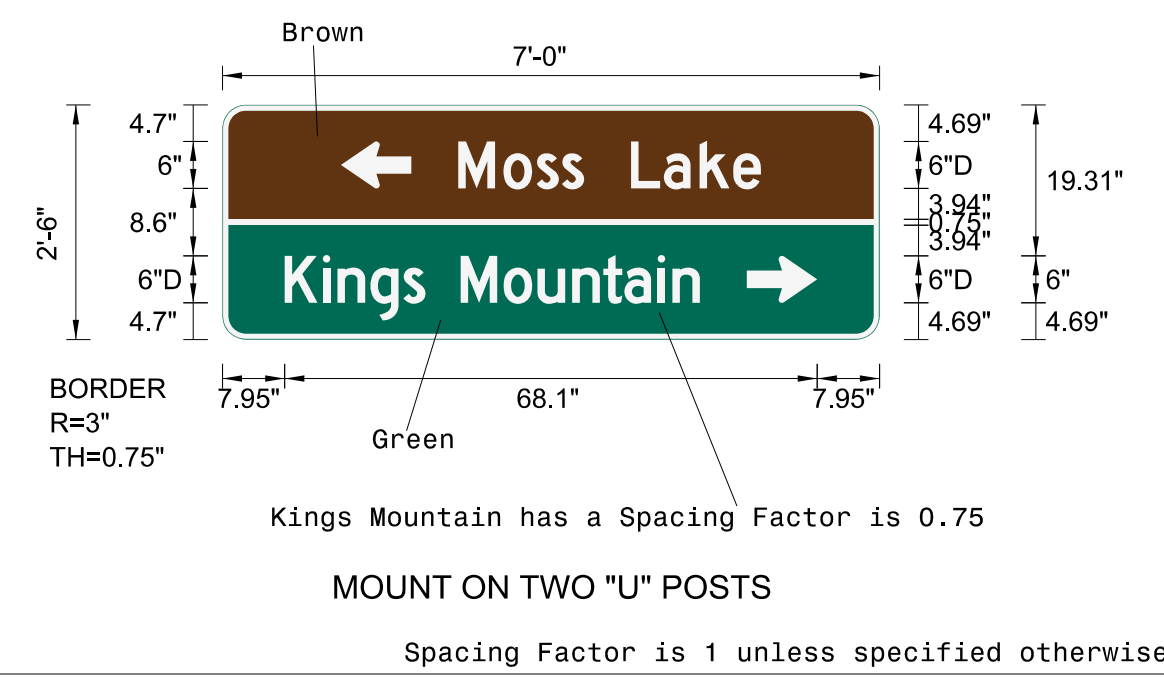 Brown
7'-0"
4.7"
6"
8.6"
6"D
4.7"
2'-6"
Moss Lake
Kings Mountain
4.69"
6"D
3.94"
0.75"
3.94"
6"D
4.69"
19.31"
6"
4.69"
7.95"
68.1"
7.95"
BORDER
R=3"
TH=0.75"
Green
Kings Mountain has a Spacing Factor is 0.75
MOUNT ON TWO "U" POSTS
Spacing Factor is 1 unless specified otherwise